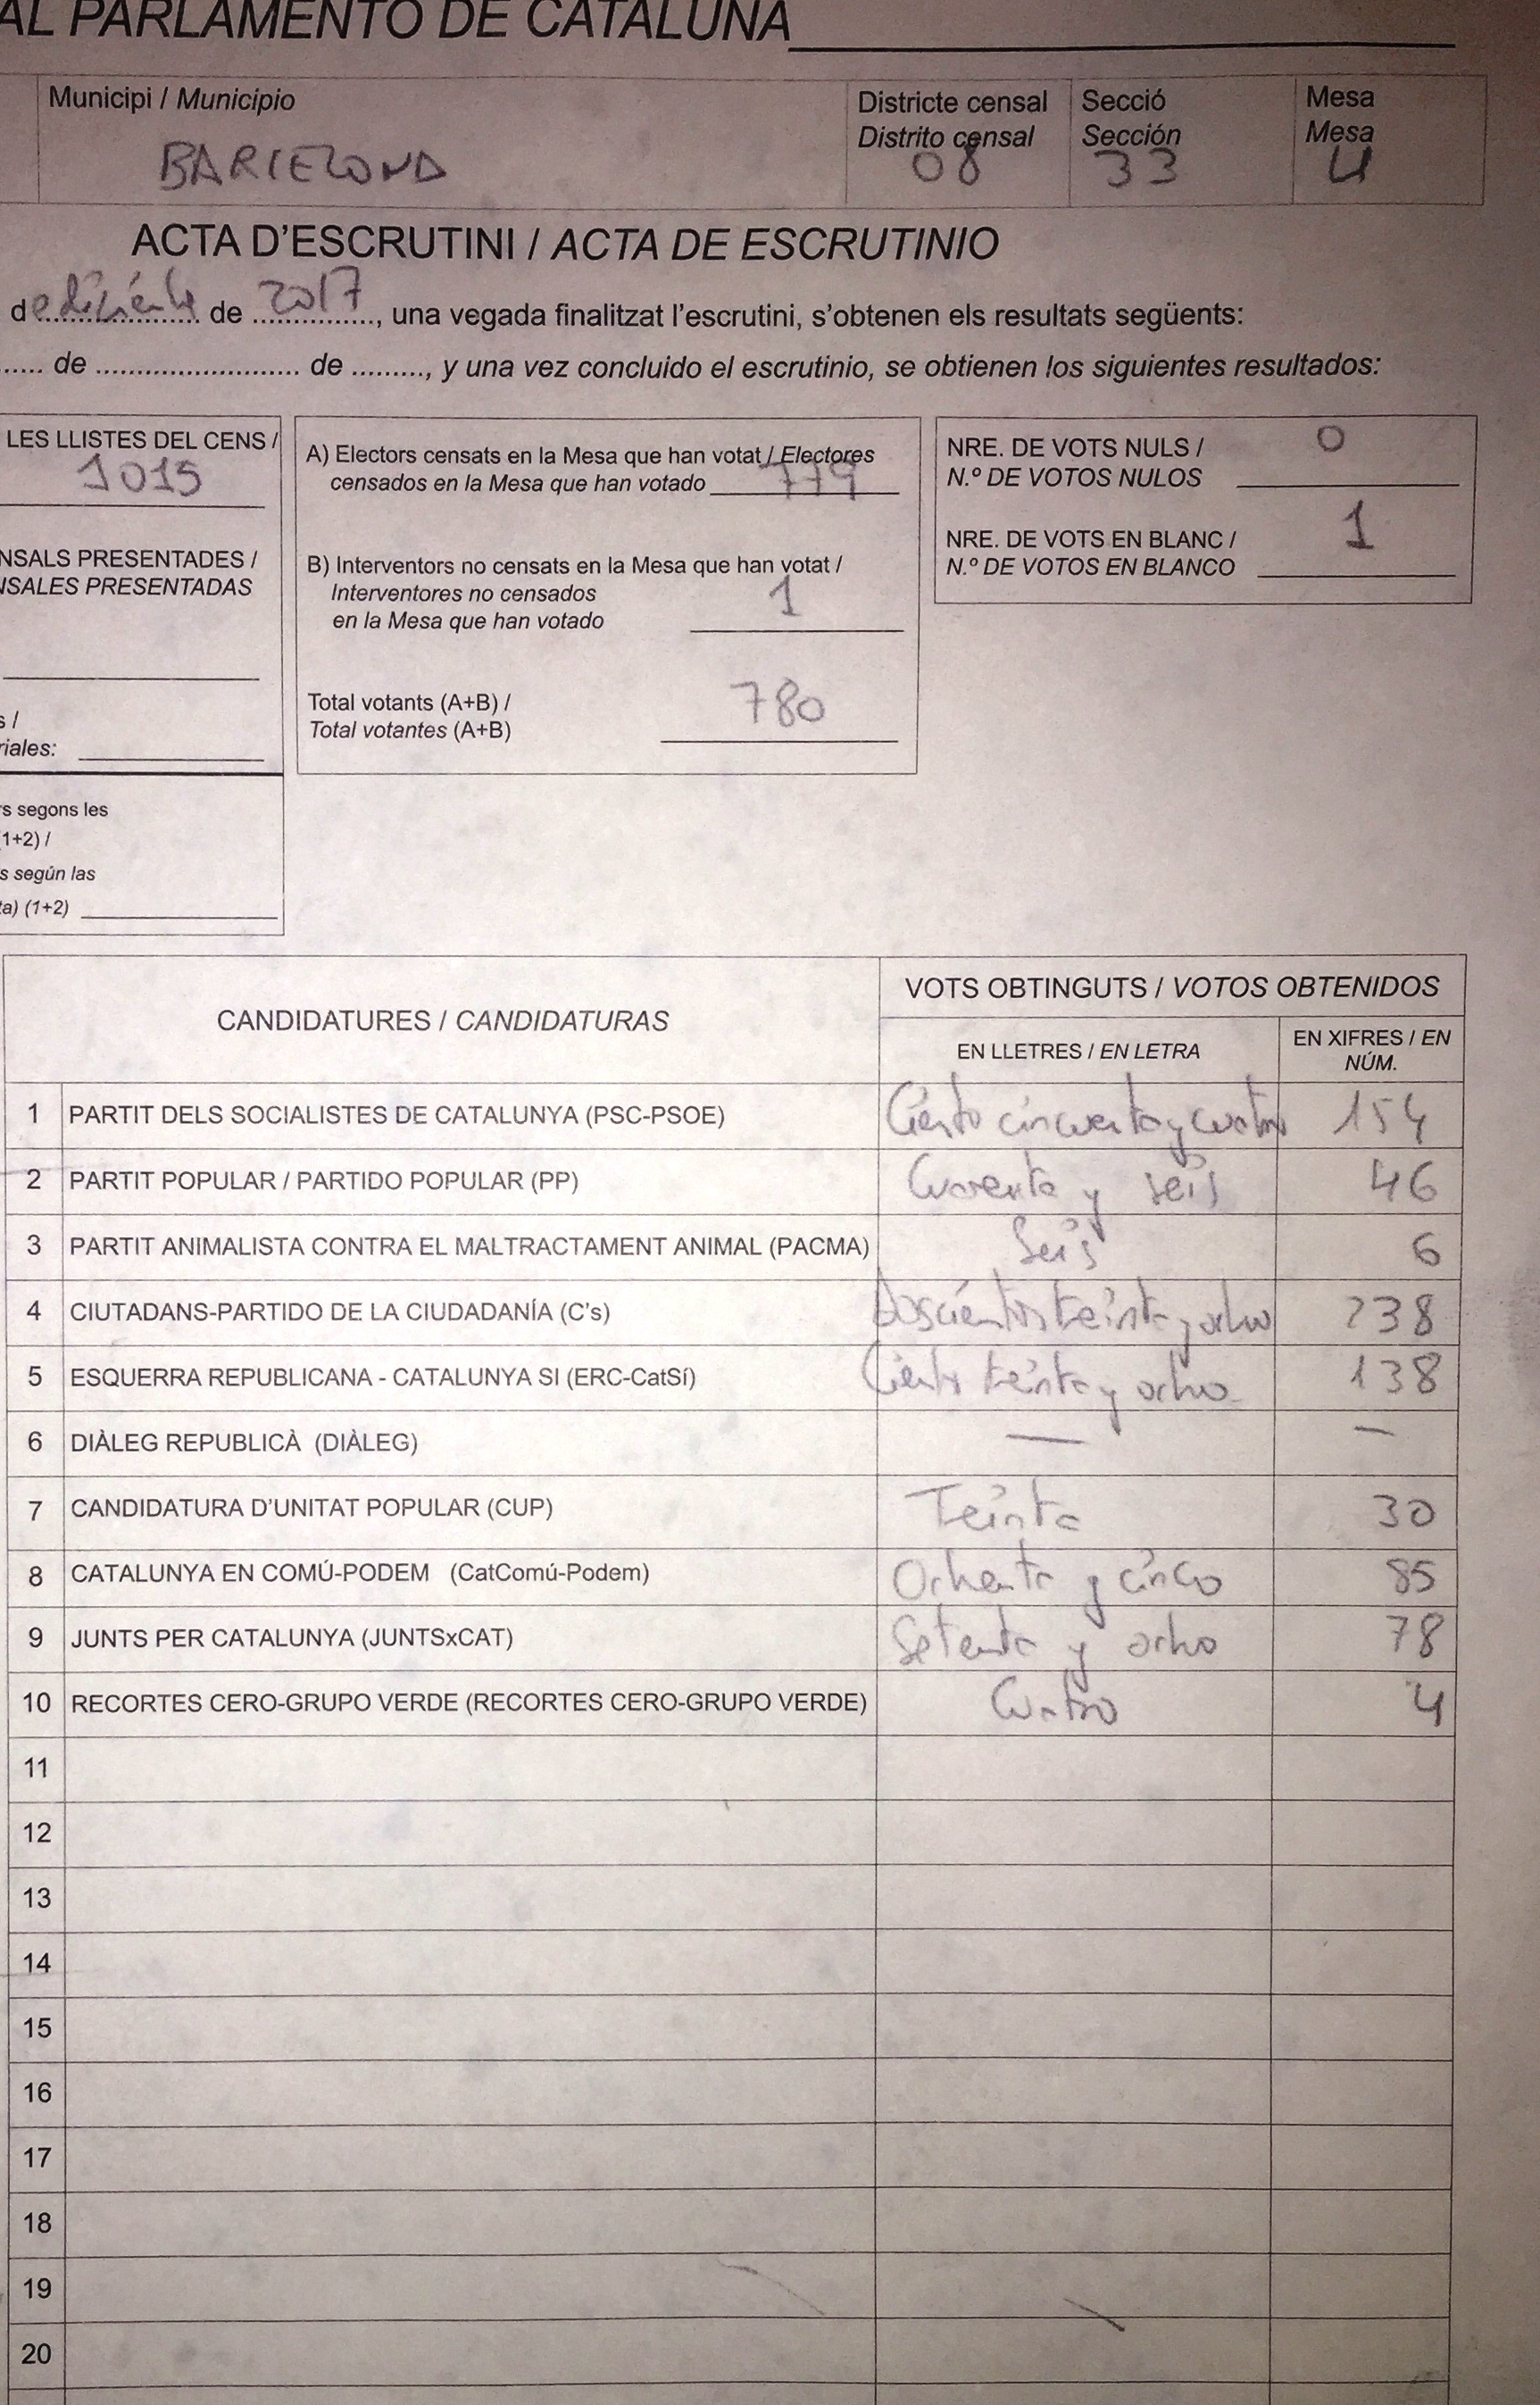 AL PARLAMENTO DE CATALUÑA
Municipi / Municipio
Districte censal
Distrito censal
Secció
Sección
Mesa
Mesa
BARCELONA
08
33
U
ACTA D'ESCRUTINI / ACTA DE ESCRUTINIO
de 2017, una vegada finalitzat l'escrutini, s'obtenen els resultats següents:
...... de .......................... de ........., y una vez concluido el escrutinio, se obtienen los siguientes resultados:
LES LLISTES DEL CENS /
1015
NSALS PRESENTADES /
NSALES PRESENTADAS
s /
riales:
rs segons les
(1+2) /
s según las
ta) (1+2)
A) Electors censats en la Mesa que han votat / Electores
censados en la Mesa que han votado 779
B) Interventors no censats en la Mesa que han votat /
Interventores no censados
en la Mesa que han votado 1
Total votants (A+B) /
Total votantes (A+B) 780
NRE. DE VOTS NULS /
N.º DE VOTOS NULOS 0
NRE. DE VOTS EN BLANC /
N.º DE VOTOS EN BLANCO 1
CANDIDATURES / CANDIDATURAS
VOTS OBTINGUTS / VOTOS OBTENIDOS
EN LLETRES / EN LETRA
EN XIFRES / EN
NÚM.
1 PARTIT DELS SOCIALISTES DE CATALUNYA (PSC-PSOE) Ciento cincuenta y cuatro 154
2 PARTIT POPULAR / PARTIDO POPULAR (PP) Cuarenta y seis 46
3 PARTIT ANIMALISTA CONTRA EL MALTRACTAMENT ANIMAL (PACMA) Seis 6
4 CIUTADANS-PARTIDO DE LA CIUDADANÍA (C's) Doscientos treinta y ocho 238
5 ESQUERRA REPUBLICANA - CATALUNYA SI (ERC-CatSí) Ciento treinta y ocho 138
6 DIÀLEG REPUBLICÀ (DIÀLEG) — —
7 CANDIDATURA D'UNITAT POPULAR (CUP) Treinta 30
8 CATALUNYA EN COMÚ-PODEM (CatComú-Podem) Ochenta y cinco 85
9 JUNTS PER CATALUNYA (JUNTSxCAT) Setenta y ocho 78
10 RECORTES CERO-GRUPO VERDE (RECORTES CERO-GRUPO VERDE) Cuatro 4
11
12
13
14
15
16
17
18
19
20